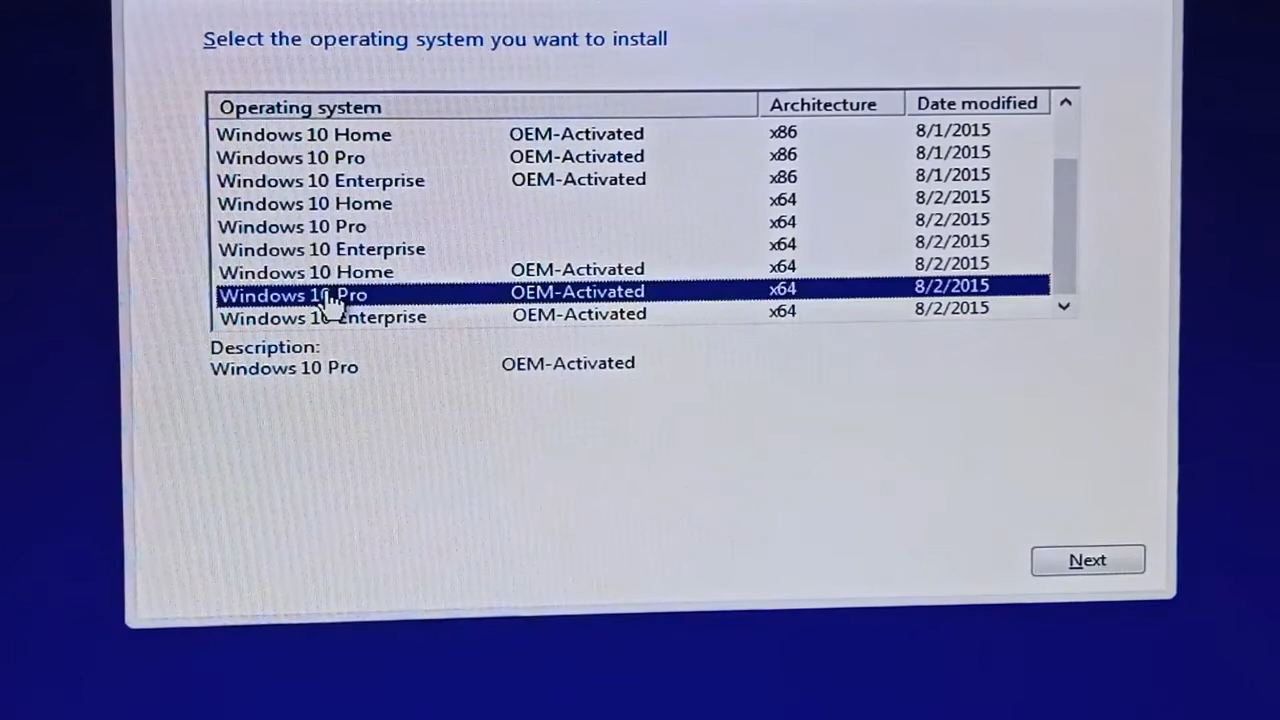 Select the operating system you want to install
Operating system Architecture Date modified
Windows 10 Home OEM-Activated x86 8/1/2015
Windows 10 Pro OEM-Activated x86 8/1/2015
Windows 10 Enterprise OEM-Activated x86 8/1/2015
Windows 10 Home x64 8/2/2015
Windows 10 Pro x64 8/2/2015
Windows 10 Enterprise x64 8/2/2015
Windows 10 Home OEM-Activated x64 8/2/2015
Windows 10 Pro OEM-Activated x64 8/2/2015
Windows 10 Enterprise OEM-Activated x64 8/2/2015
Description:
Windows 10 Pro OEM-Activated
Next